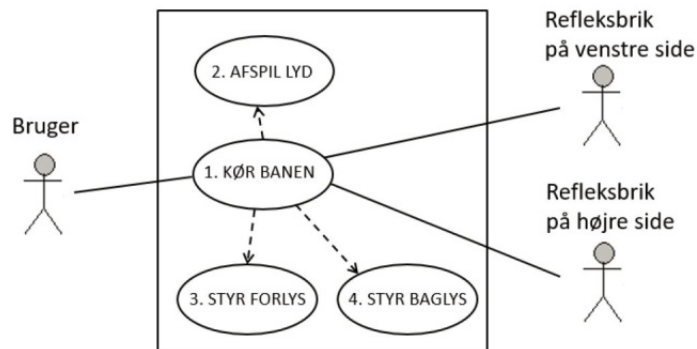 Refleksbrik
på venstre side
2. AFSPIL LYD
Bruger
1. KØR BANEN
Refleksbrik
på højre side
3. STYR FORLYS
4. STYR BAGLYS